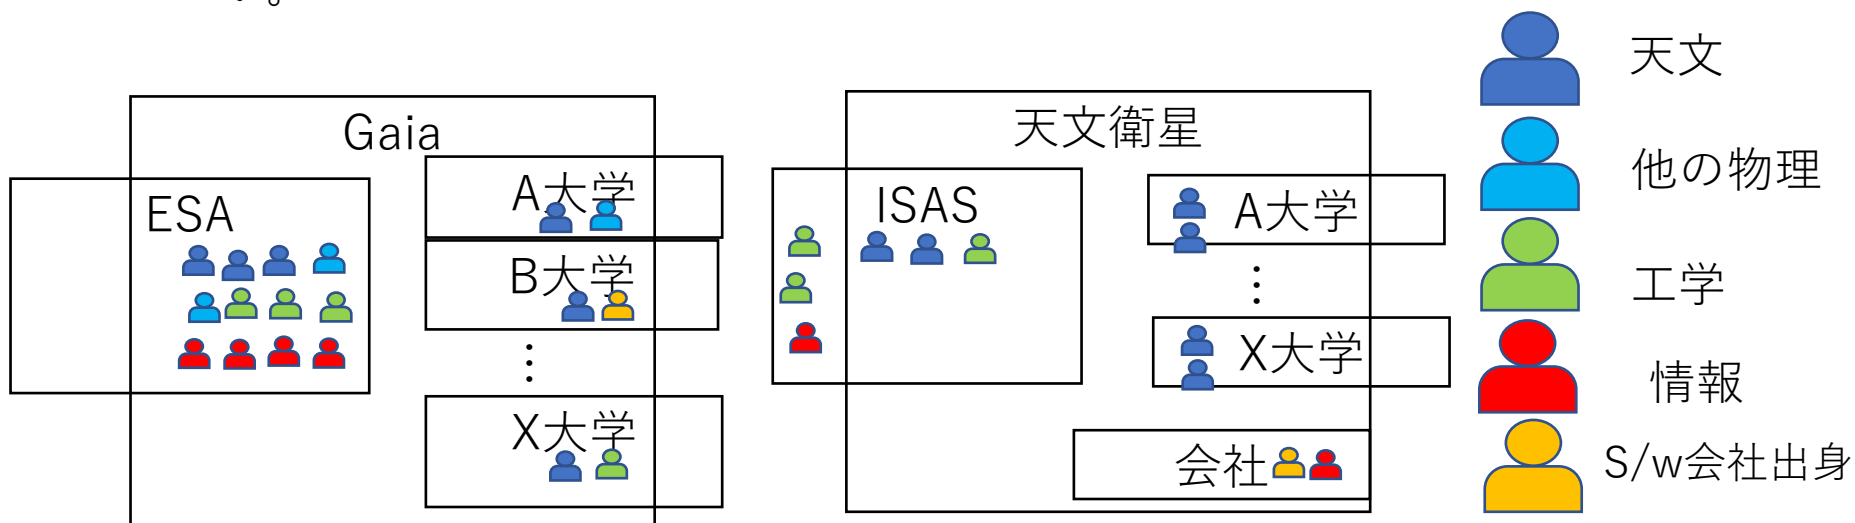 。
Gaia
ESA
A大学
B大学
⋮
X大学
天文衛星
ISAS
A大学
⋮
X大学
会社
天文
他の物理
工学
情報
S/w会社出身